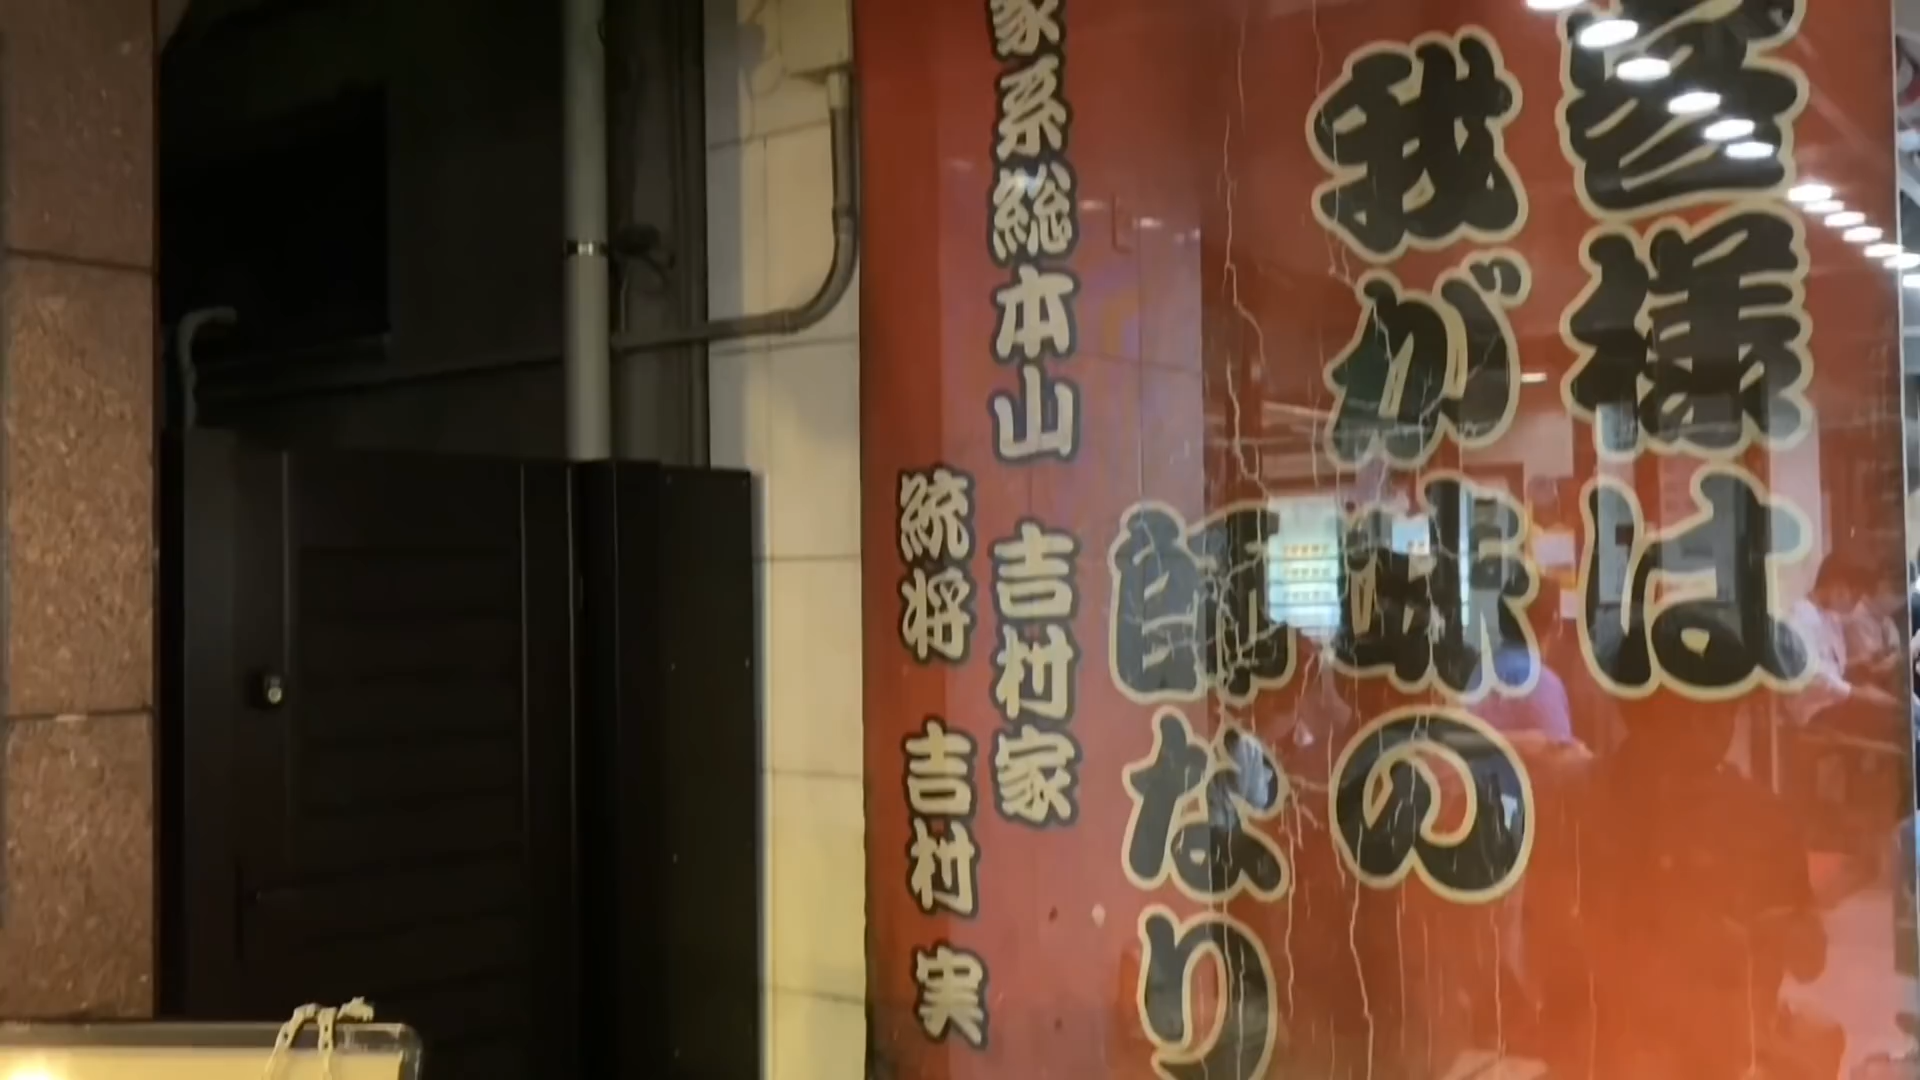 客様は
我が味の
師なり
家系総本山 吉村家
統将 吉村 実